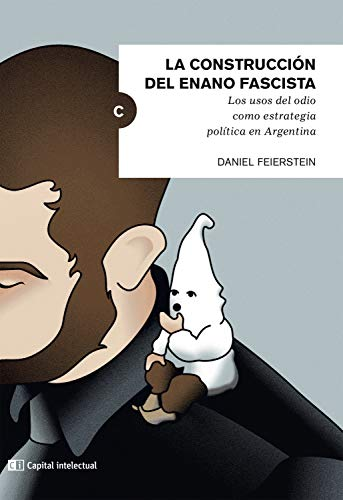 LA CONSTRUCCIÓN
DEL ENANO FASCISTA
Los usos del odio
como estrategia
política en Argentina
C
DANIEL FEIERSTEIN
CI Capital intelectual